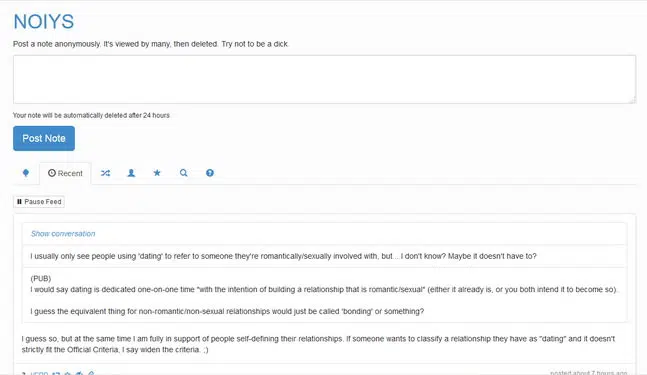 NOIYS
Post a note anonymously. It's viewed by many, then deleted. Try not to be a dick.
Your note will be automatically deleted after 24 hours
Post Note
Recent
Pause Feed
Show conversation
I usually only see people using 'dating' to refer to someone they're romantically/sexually involved with, but... I don't know? Maybe it doesn't have to?
(PUB)
I would say dating is dedicated one-on-one time "with the intention of building a relationship that is romantic/sexual" (either it already is, or you both intend it to become so).
I guess the equivalent thing for non-romantic/non-sexual relationships would just be called 'bonding' or something?
I guess so, but at the same time I am fully in support of people self-defining their relationships. If someone wants to classify a relationship they have as "dating" and it doesn't
strictly fit the Official Criteria, I say widen the criteria. ;)
posted about 7 hours ago